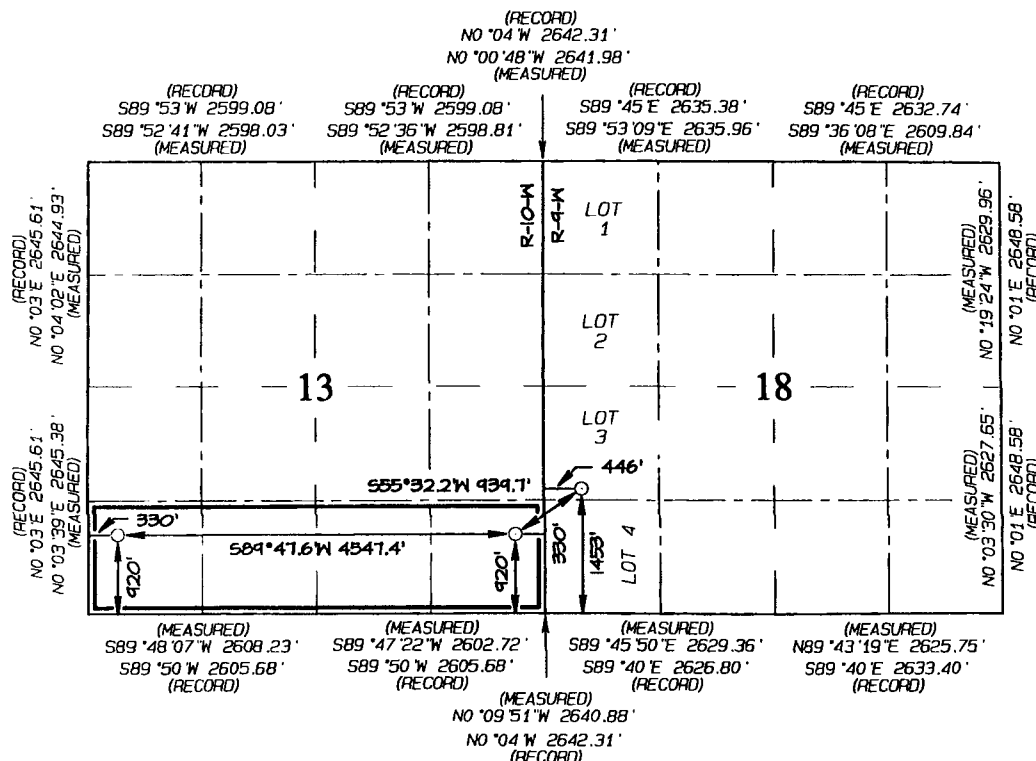 (RECORD)
N0 °04'W 2642.31'
N0 °00'48"W 2641.98'
(MEASURED)
(RECORD)
S89 °53'W 2599.08'
S89 °52'41"W 2598.03'
(MEASURED)
(RECORD)
S89 °53'W 2599.08'
S89 °52'36"W 2598.81'
(MEASURED)
(RECORD)
S89 °45'E 2635.38'
S89 °53'09"E 2635.96'
(MEASURED)
(RECORD)
S89 °45'E 2632.74'
S89 °36'08"E 2609.84'
(MEASURED)
(RECORD)
N0 °03'E 2645.61'
N0 °04'02"E 2644.93'
(MEASURED)
R-10-W
R-9-W
LOT
1
LOT
2
(MEASURED)
N0 °19'24"W 2629.96'
N0 °01'E 2648.58'
(RECORD)
13
18
LOT
3
446'
S55°32.2'W 939.7'
(RECORD)
N0 °03'E 2645.61'
N0 °03'39"E 2645.38'
(MEASURED)
330'
S89°47.6'W 4547.4'
920'
920'
330'
1453'
LOT 4
(MEASURED)
N0 °03'30"W 2627.65'
N0 °01'E 2648.58'
(RECORD)
(MEASURED)
S89 °48'07"W 2608.23'
S89 °50'W 2605.68'
(RECORD)
(MEASURED)
S89 °47'22"W 2602.72'
S89 °50'W 2605.68'
(RECORD)
(MEASURED)
S89 °45'50"E 2629.36'
S89 °40'E 2626.80'
(RECORD)
(MEASURED)
N89 °43'19"E 2625.75'
S89 °40'E 2633.40'
(RECORD)
(MEASURED)
N0 °09'51"W 2640.88'
N0 °04'W 2642.31'
(RECORD)